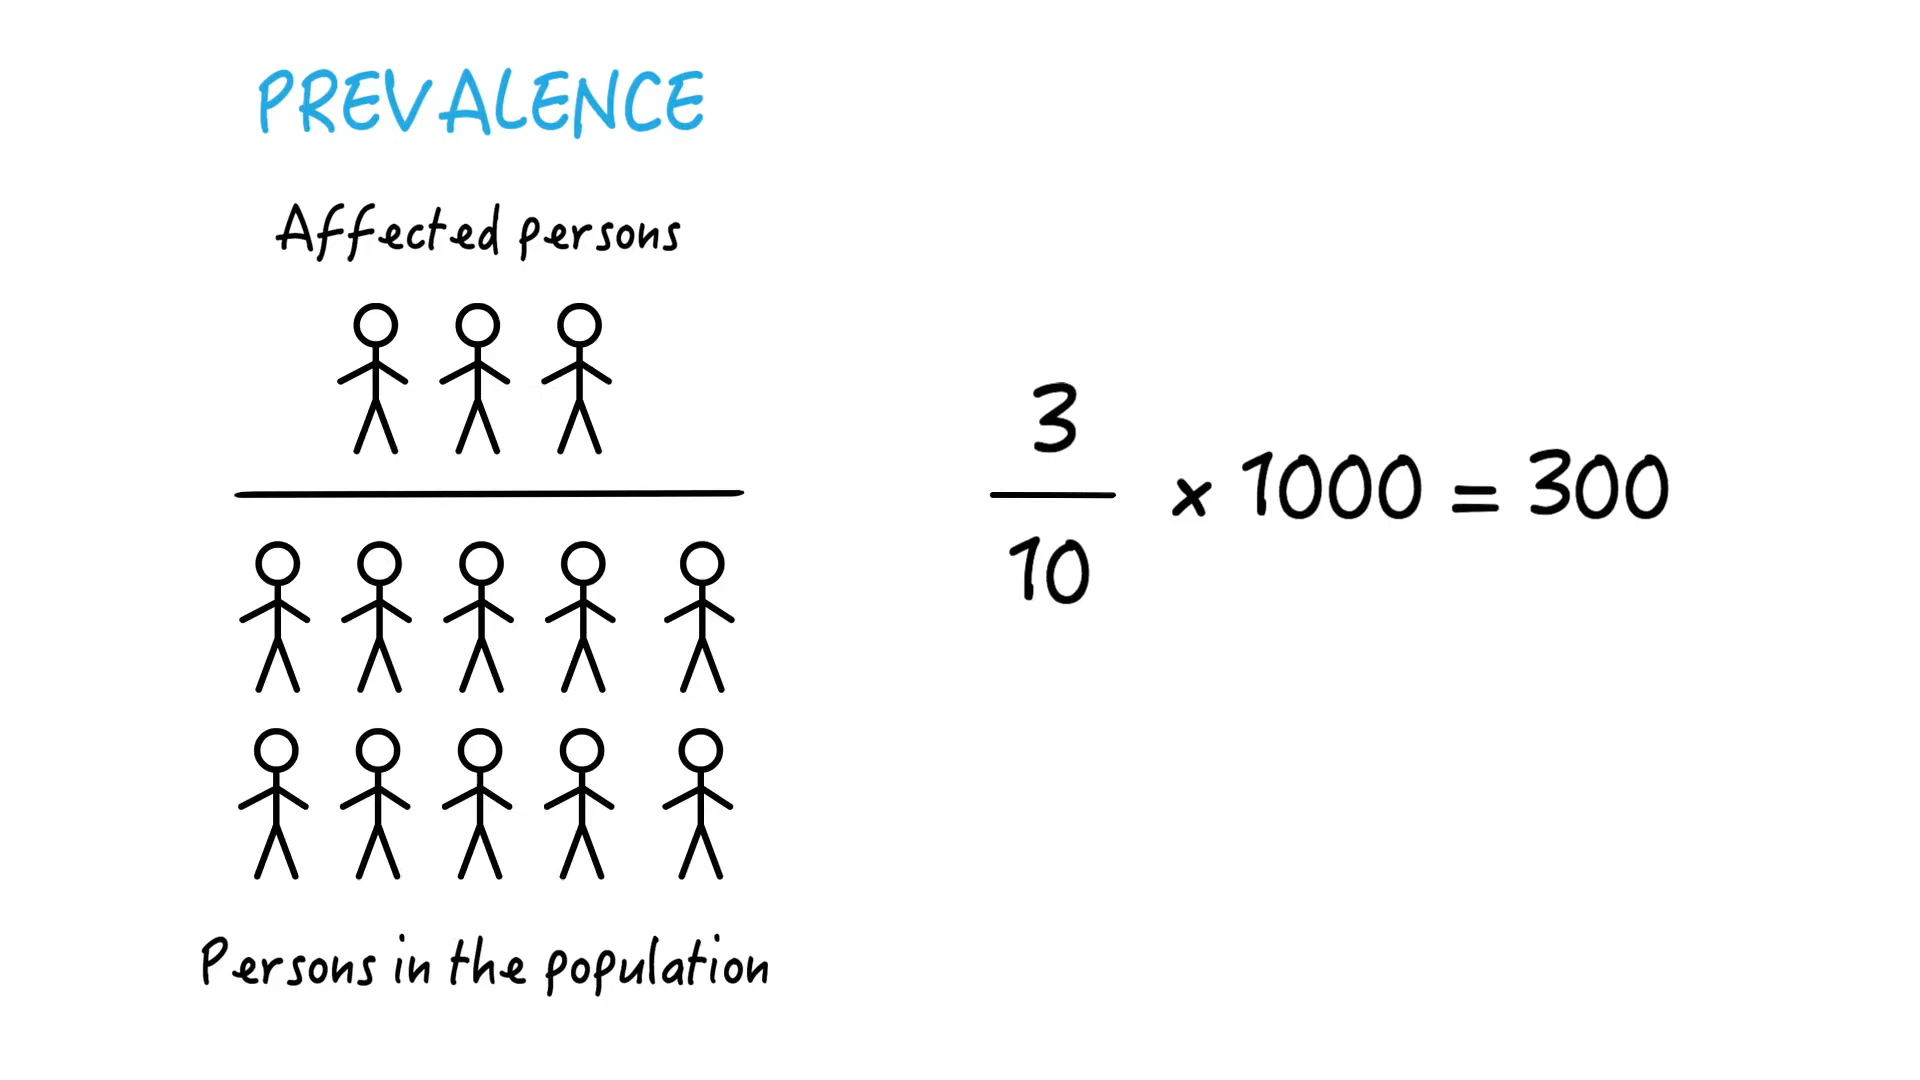 PREVALENCE
Affected persons
3
10
× 1000 = 300
Persons in the population